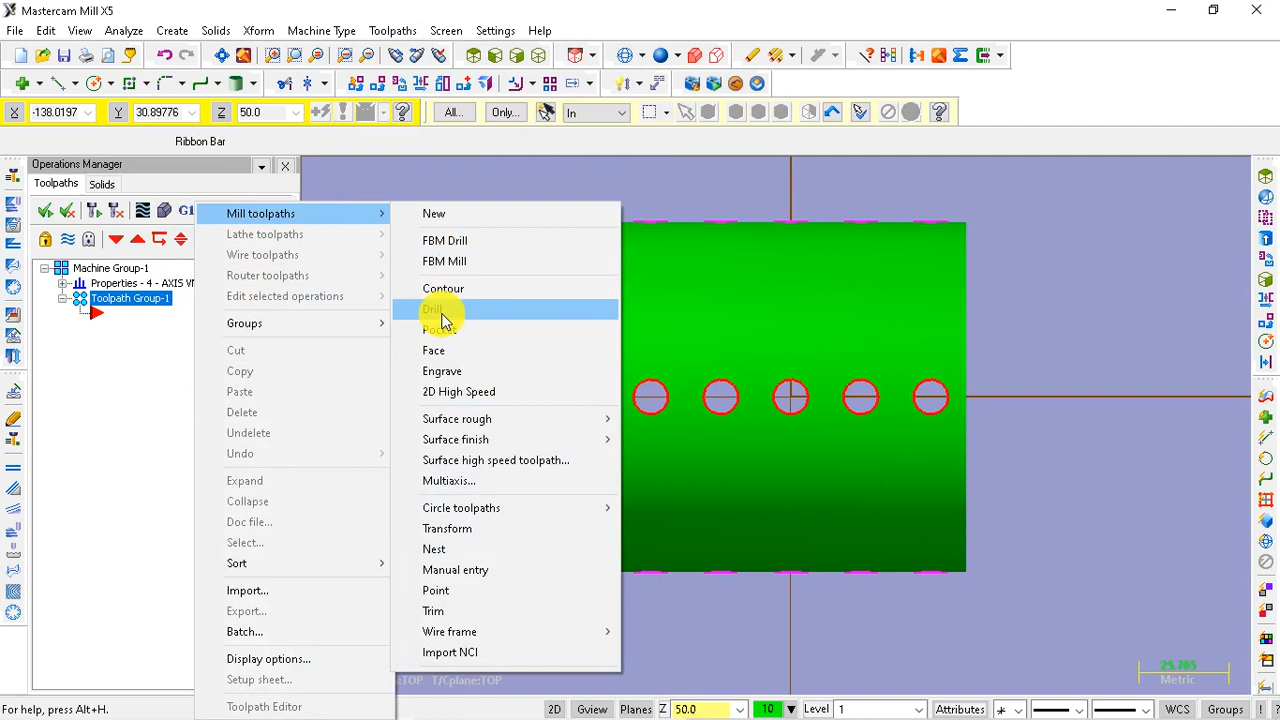 Mastercam Mill X5
File Edit View Analyze Create Solids Xform Machine Type Toolpaths Screen Settings Help
X -138.0197 Y 30.89776 Z 50.0 All... Only... In
Ribbon Bar
Operations Manager
Toolpaths Solids
G1
Machine Group-1
Properties - 4 - AXIS VM
Toolpath Group-1
Mill toolpaths
Lathe toolpaths
Wire toolpaths
Router toolpaths
Edit selected operations
Groups
Cut
Copy
Paste
Delete
Undelete
Undo
Expand
Collapse
Doc file...
Select...
Sort
Import...
Export...
Batch...
Display options...
Setup sheet...
Toolpath Editor
New
FBM Drill
FBM Mill
Contour
Drill
Pocket
Face
Engrave
2D High Speed
Surface rough
Surface finish
Surface high speed toolpath...
Multiaxis...
Circle toolpaths
Transform
Nest
Manual entry
Point
Trim
Wire frame
Import NCI
25.705
Metric
:TOP T/Cplane:TOP
For help, press Alt+H. 2D Gview Planes Z 50.0 10 Level 1 Attributes WCS Groups ! ?